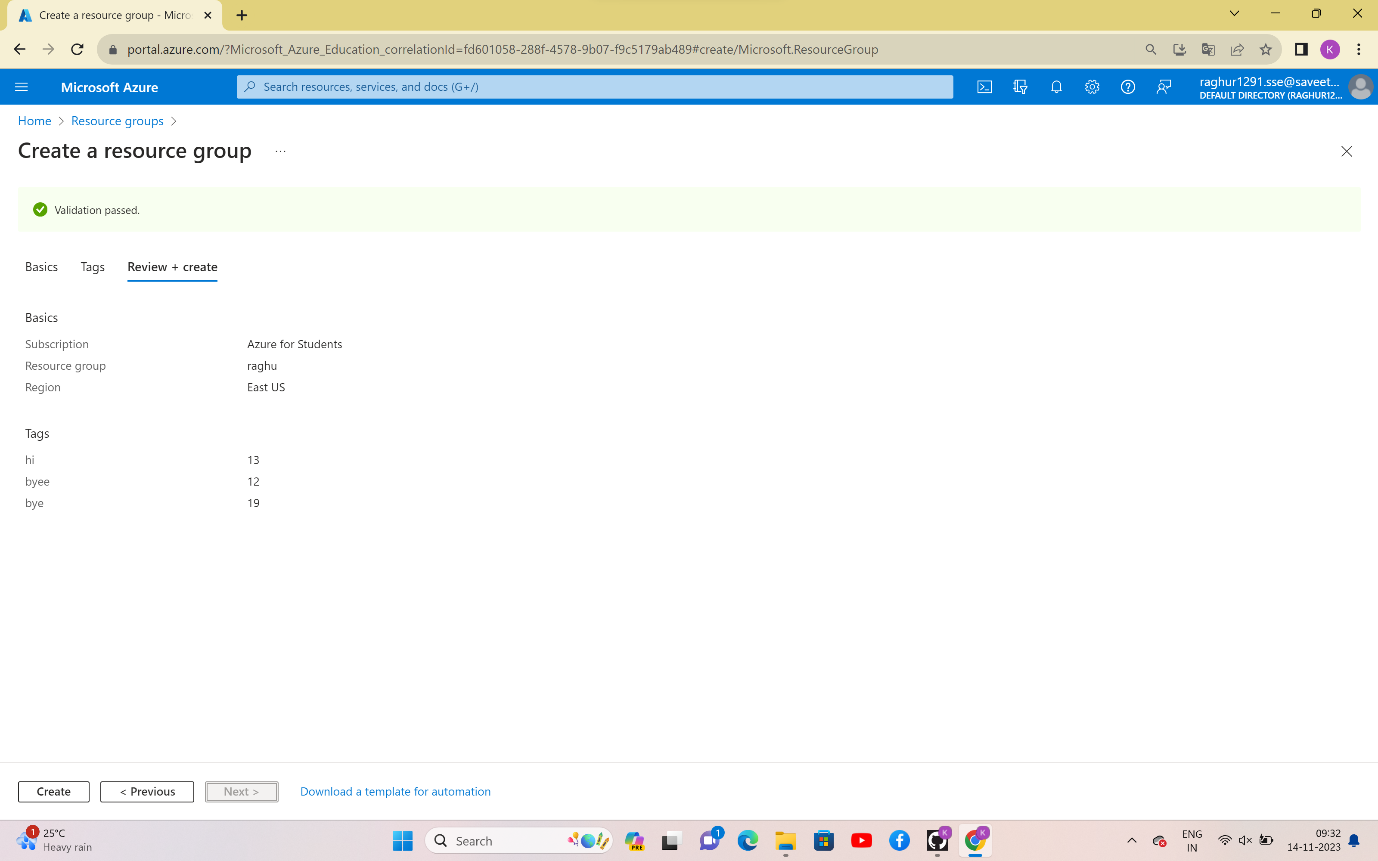 Create a resource group - Micro
portal.azure.com/?Microsoft_Azure_Education_correlationId=fd601058-288f-4578-9b07-f9c5179ab489#create/Microsoft.ResourceGroup
K
Microsoft Azure
Search resources, services, and docs (G+/)
raghur1291.sse@saveet...
DEFAULT DIRECTORY (RAGHUR12...
Home > Resource groups >
Create a resource group ...
Validation passed.
Basics Tags Review + create
Basics
Subscription Azure for Students
Resource group raghu
Region East US
Tags
hi 13
byee 12
bye 19
Create < Previous Next > Download a template for automation
1
25°C
Heavy rain
Search
PRE
1
K
K
ENG
IN
09:32
14-11-2023